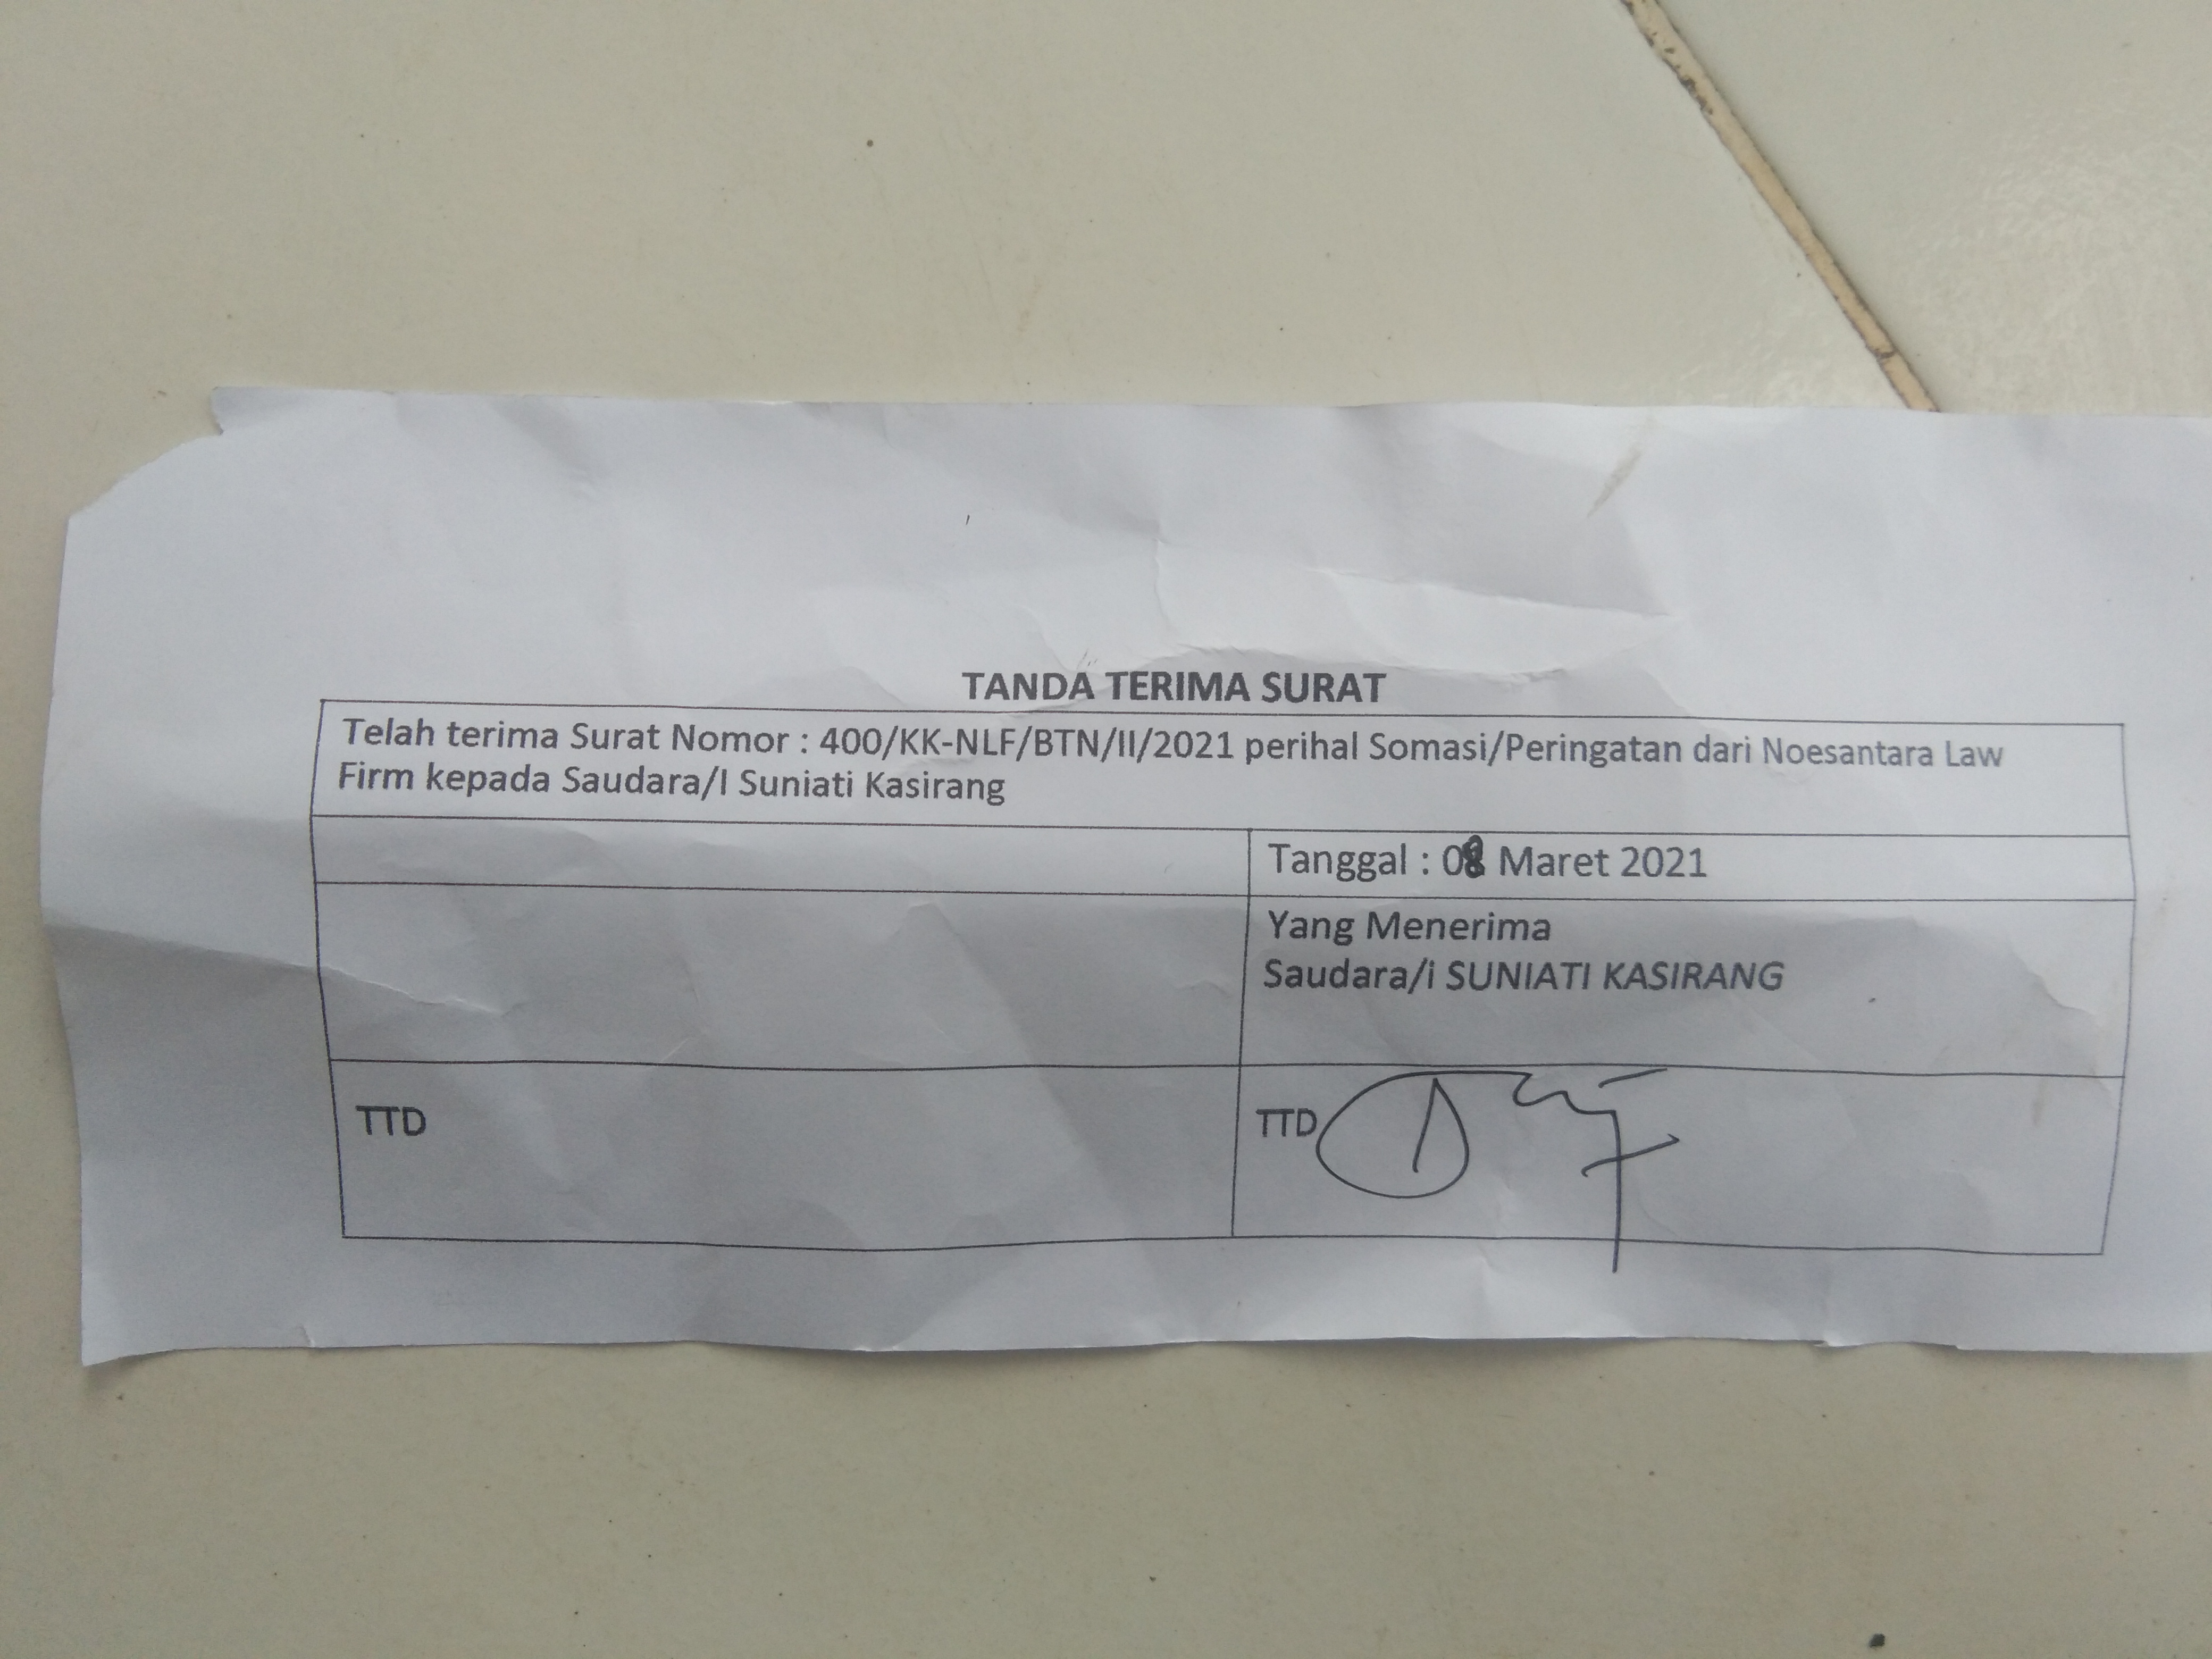 TANDA TERIMA SURAT
Telah terima Surat Nomor : 400/KK-NLF/BTN/II/2021 perihal Somasi/Peringatan dari Noesantara Law
Firm kepada Saudara/I Suniati Kasirang
Tanggal : 08 Maret 2021
Yang Menerima
Saudara/i SUNIATI KASIRANG
TTD
TTD